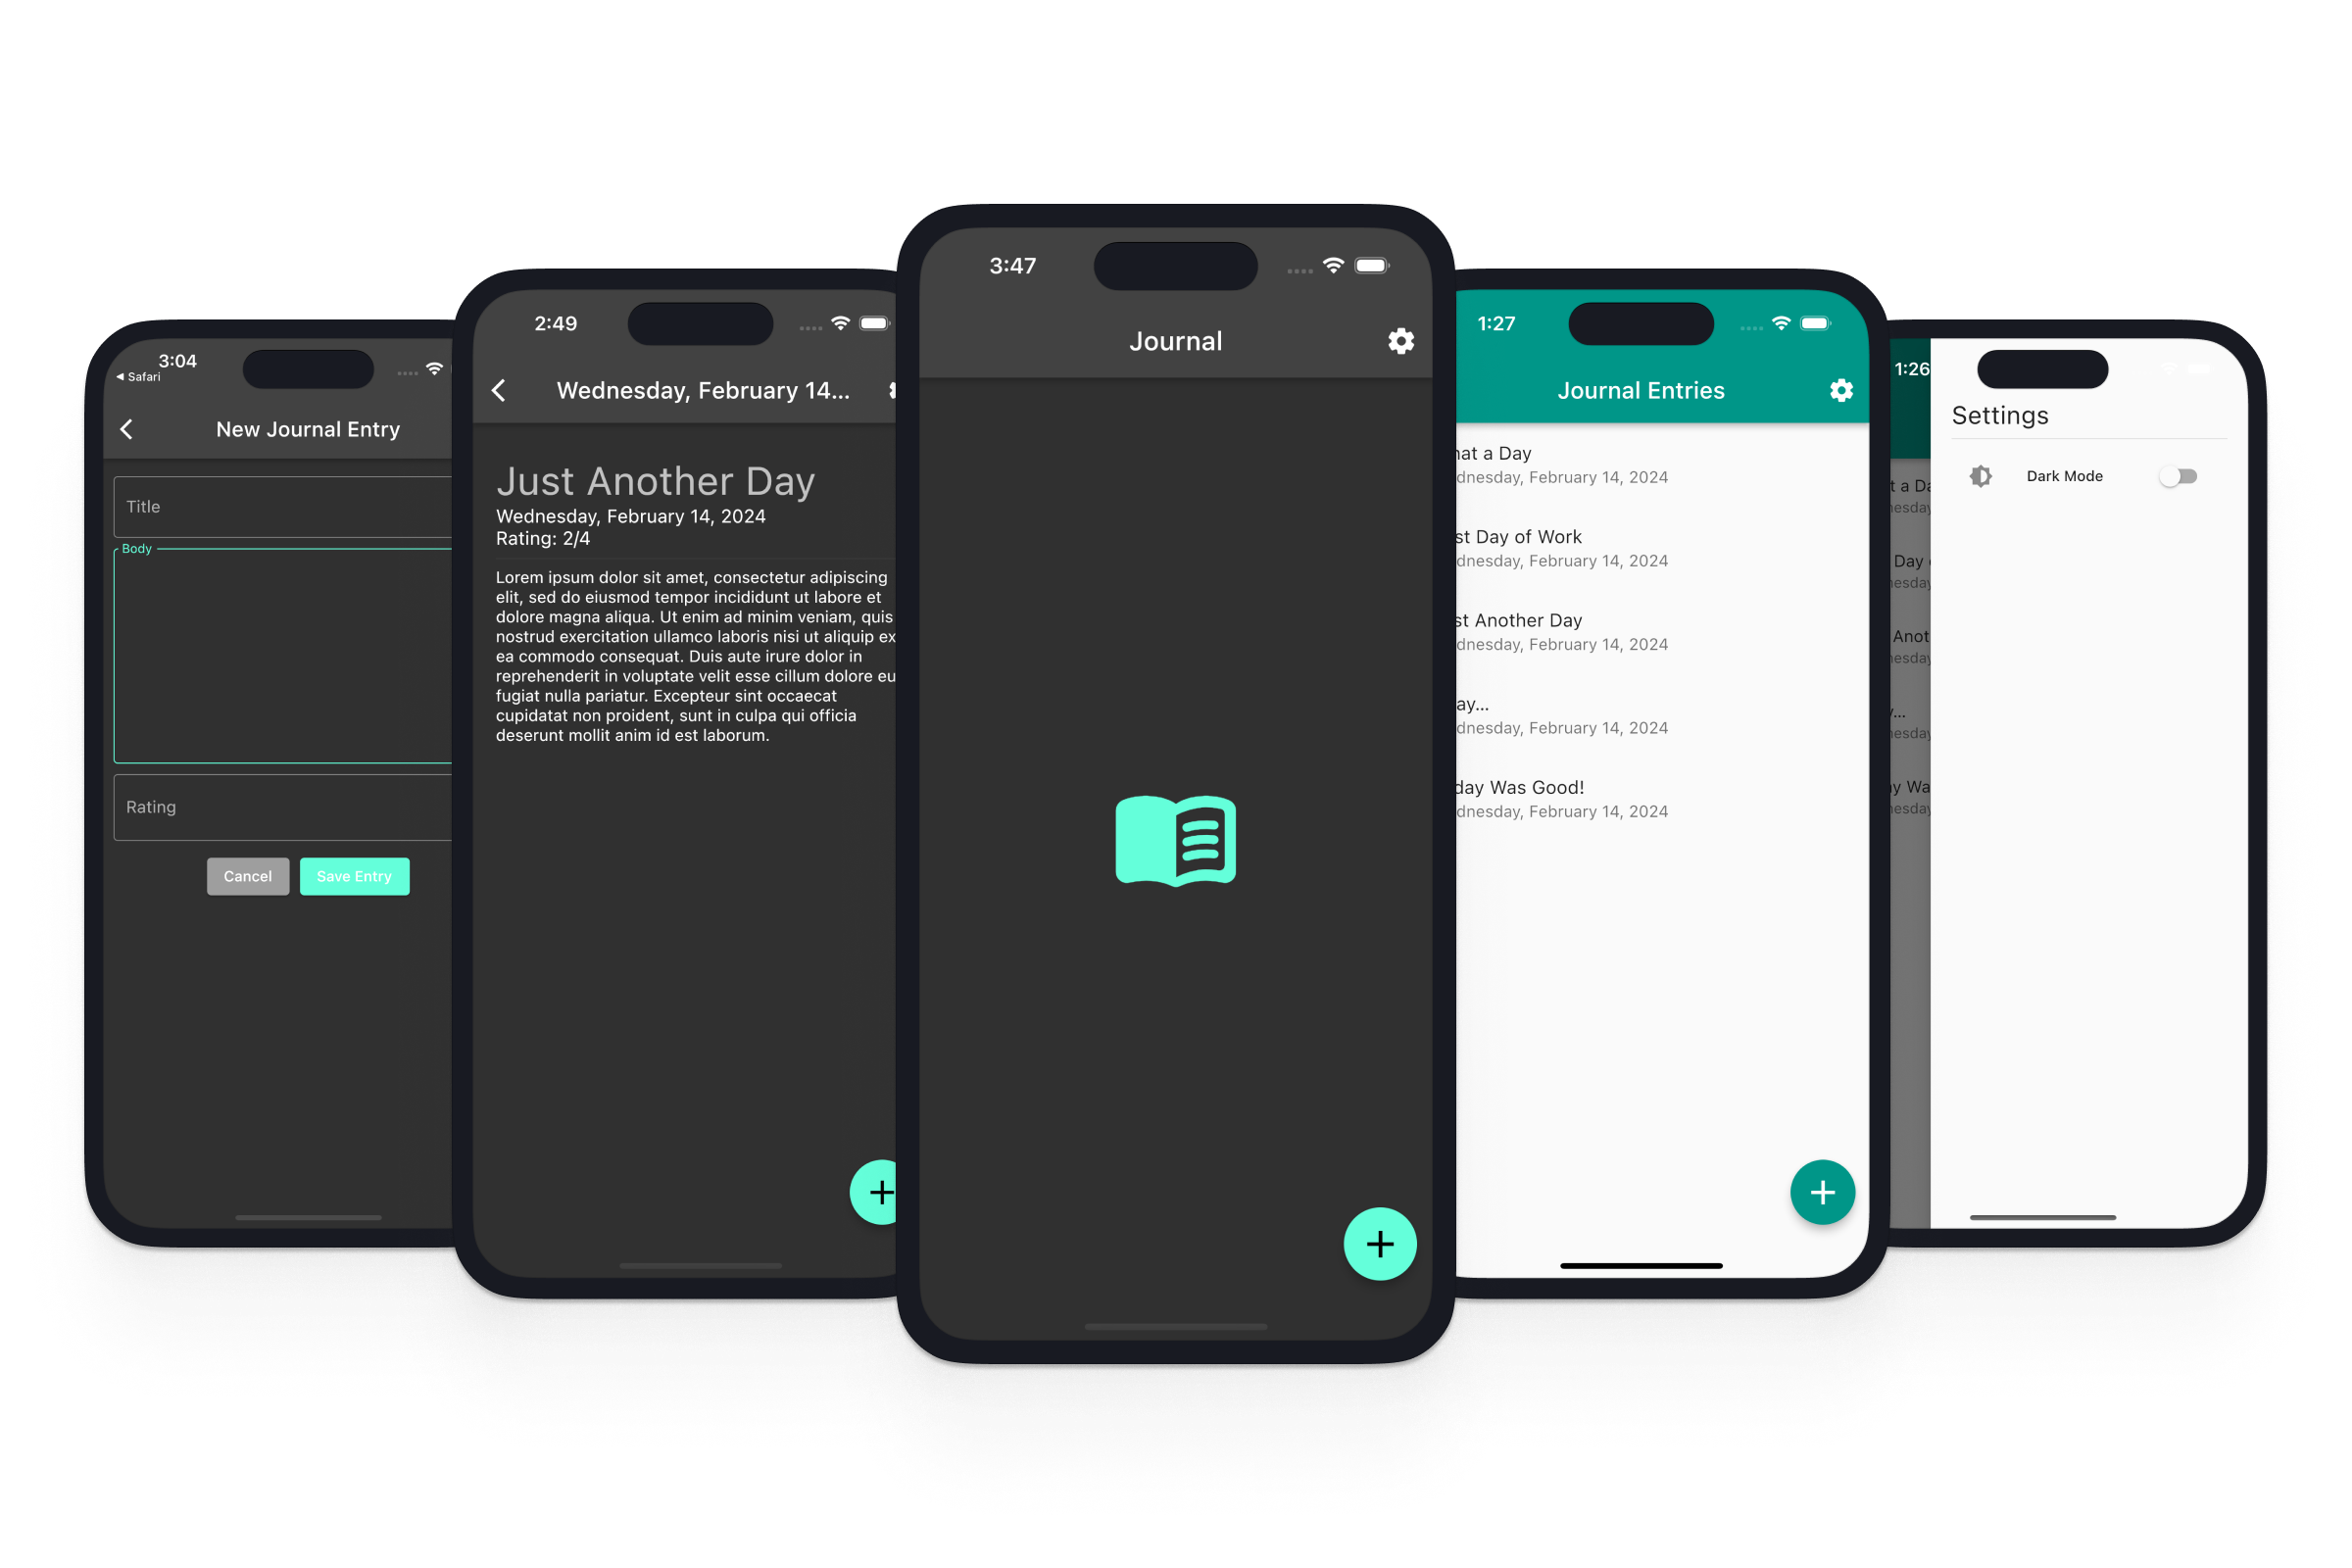 3:04
◀ Safari
New Journal Entry
Title
Body
Rating
Cancel
Save Entry
2:49
Wednesday, February 14...
Just Another Day
Wednesday, February 14, 2024
Rating: 2/4
Lorem ipsum dolor sit amet, consectetur adipiscing
elit, sed do eiusmod tempor incididunt ut labore et
dolore magna aliqua. Ut enim ad minim veniam, quis
nostrud exercitation ullamco laboris nisi ut aliquip ex
ea commodo consequat. Duis aute irure dolor in
reprehenderit in voluptate velit esse cillum dolore eu
fugiat nulla pariatur. Excepteur sint occaecat
cupidatat non proident, sunt in culpa qui officia
deserunt mollit anim id est laborum.
3:47
Journal
1:27
Journal Entries
hat a Day
dnesday, February 14, 2024
st Day of Work
dnesday, February 14, 2024
st Another Day
dnesday, February 14, 2024
ay...
dnesday, February 14, 2024
day Was Good!
dnesday, February 14, 2024
1:26
t a Da
nesday
Day
nesday
Anot
nesday
nesday
y Wa
nesday
Settings
Dark Mode